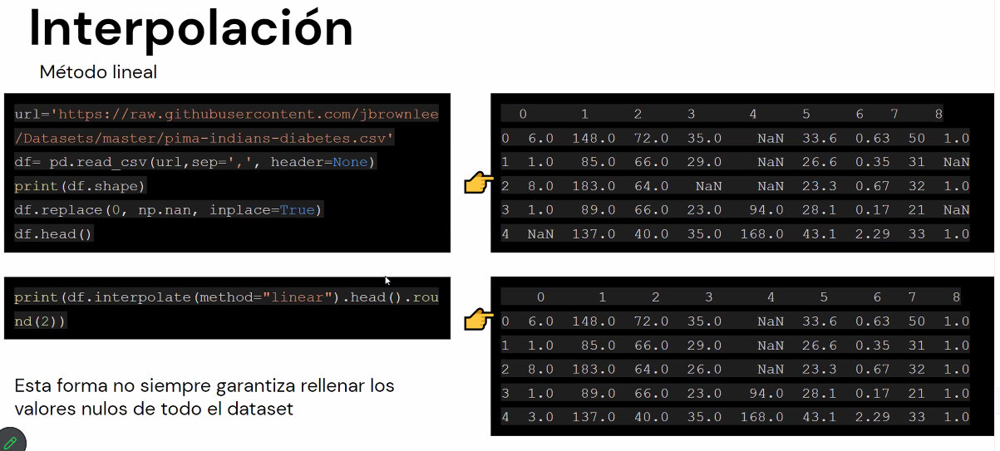 Interpolación
Método lineal
url='https://raw.githubusercontent.com/jbrownlee
/Datasets/master/pima-indians-diabetes.csv'
df= pd.read_csv(url,sep=',', header=None)
print(df.shape)
df.replace(0, np.nan, inplace=True)
df.head()
0 1 2 3 4 5 6 7 8
0 6.0 148.0 72.0 35.0 NaN 33.6 0.63 50 1.0
1 1.0 85.0 66.0 29.0 NaN 26.6 0.35 31 NaN
2 8.0 183.0 64.0 NaN NaN 23.3 0.67 32 1.0
3 1.0 89.0 66.0 23.0 94.0 28.1 0.17 21 NaN
4 NaN 137.0 40.0 35.0 168.0 43.1 2.29 33 1.0
print(df.interpolate(method="linear").head().rou
nd(2))
0 1 2 3 4 5 6 7 8
0 6.0 148.0 72.0 35.0 NaN 33.6 0.63 50 1.0
1 1.0 85.0 66.0 29.0 NaN 26.6 0.35 31 1.0
2 8.0 183.0 64.0 26.0 NaN 23.3 0.67 32 1.0
3 1.0 89.0 66.0 23.0 94.0 28.1 0.17 21 1.0
4 3.0 137.0 40.0 35.0 168.0 43.1 2.29 33 1.0
Esta forma no siempre garantiza rellenar los
valores nulos de todo el dataset